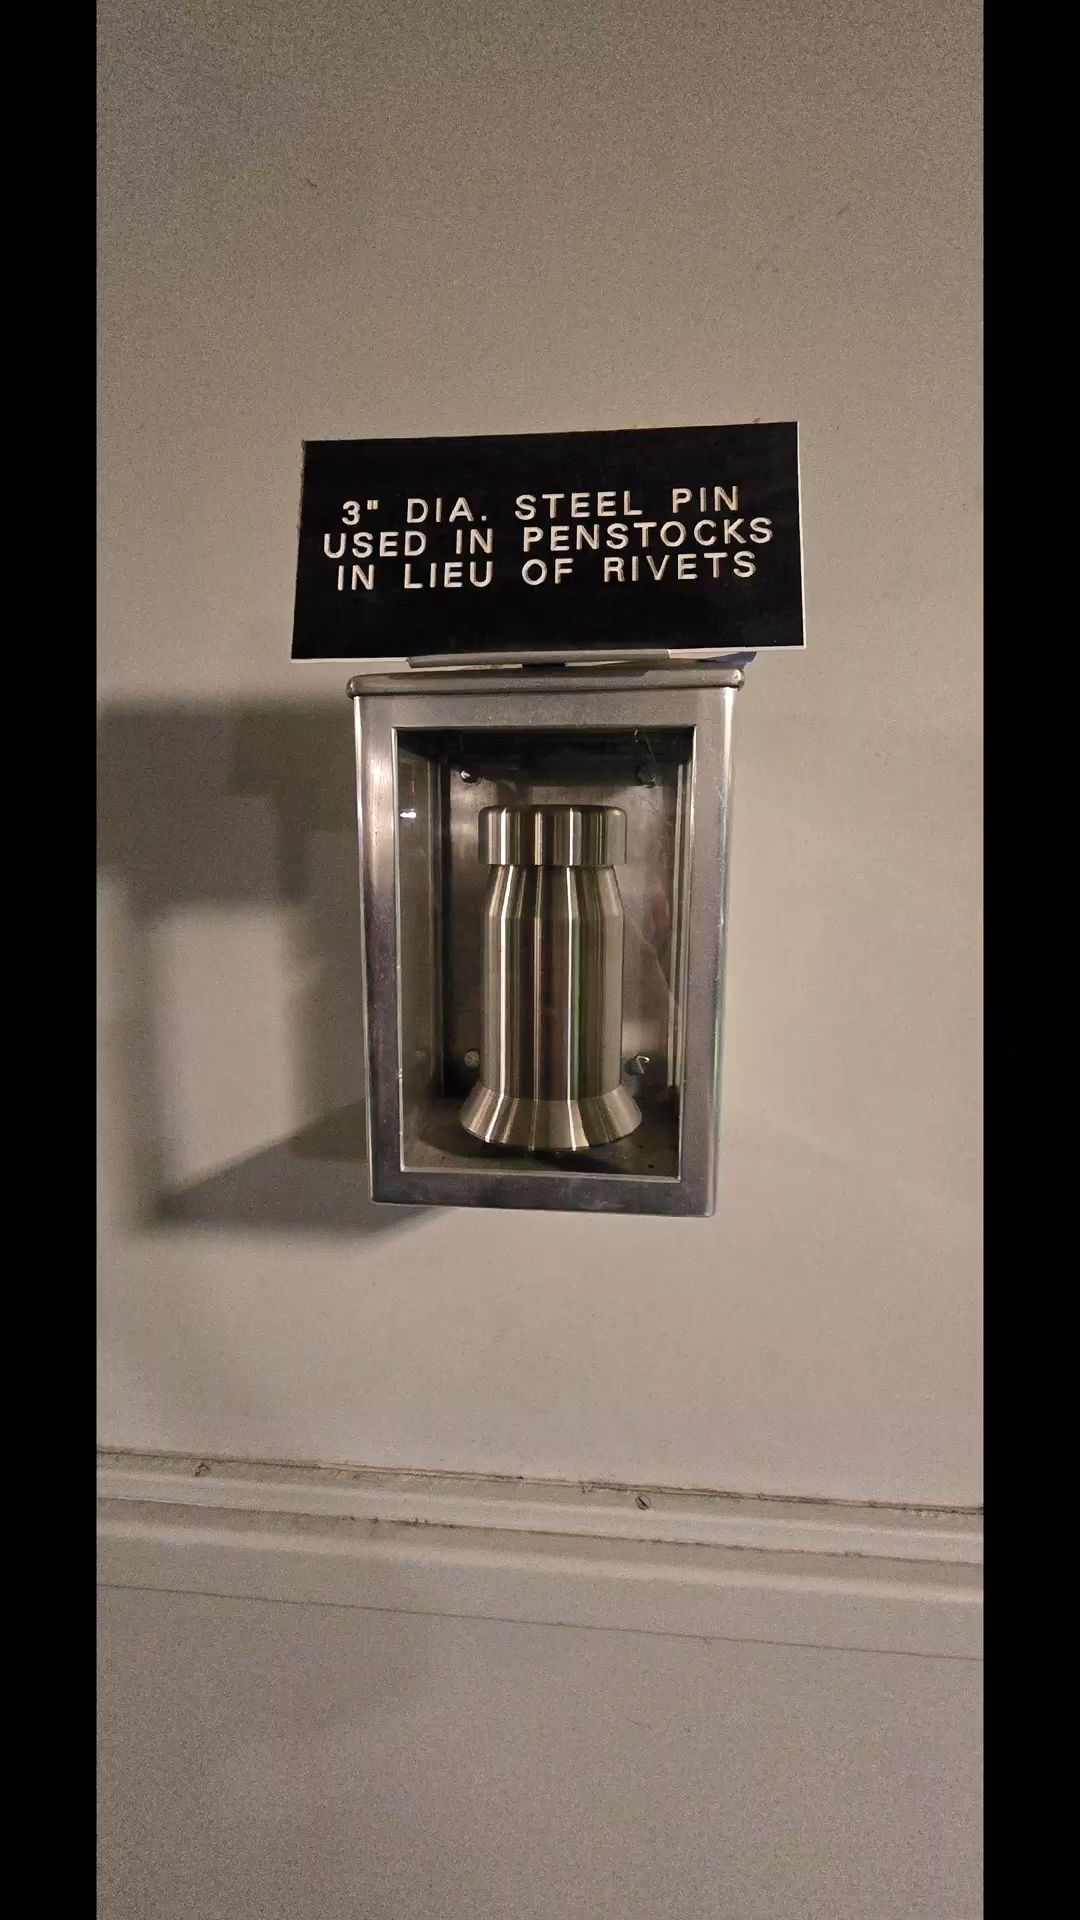 3" DIA. STEEL PIN
USED IN PENSTOCKS
IN LIEU OF RIVETS